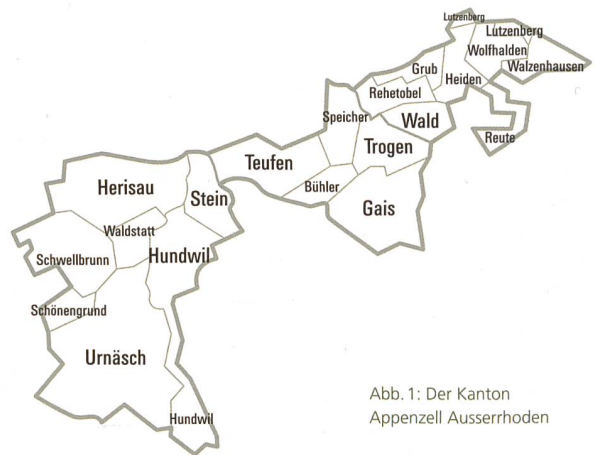 Lutzenberg
Lutzenberg
Wolfhalden
Grub
Walzenhausen
Heiden
Rehetobel
Speicher
Wald
Reute
Trogen
Teufen
Herisau
Bühler
Stein
Gais
Waldstatt
Hundwil
Schwellbrunn
Schönengrund
Urnäsch
Hundwil
Abb. 1: Der Kanton
Appenzell Ausserrhoden